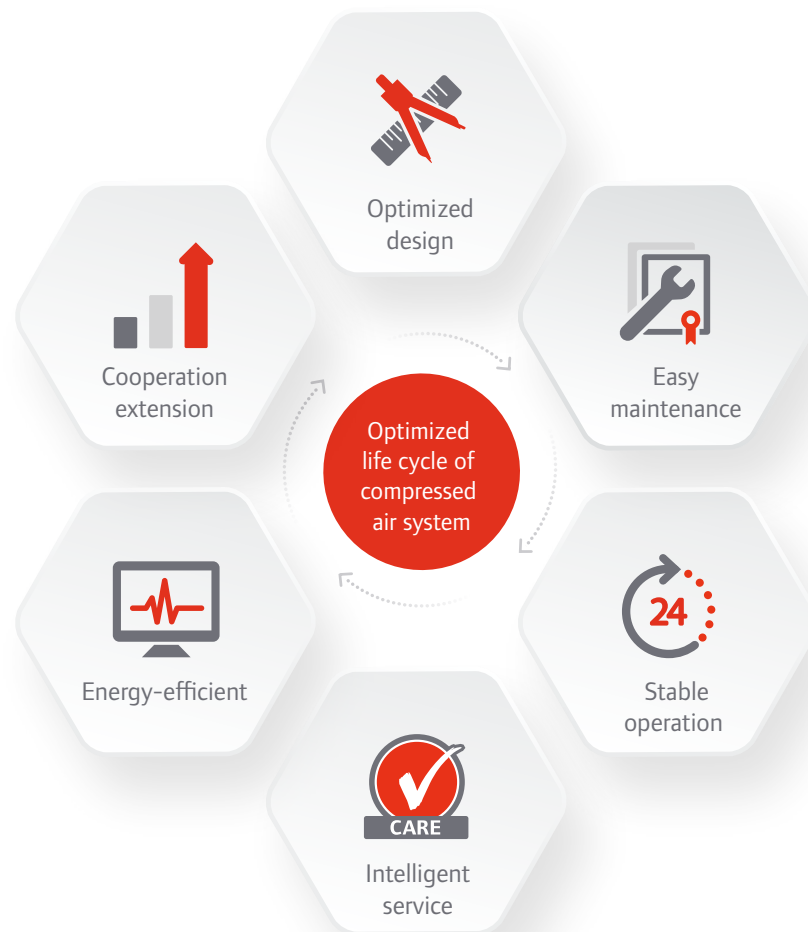 Optimized
design
Cooperation
extension
Easy
maintenance
Optimized
life cycle of
compressed
air system
Energy-efficient
24
Stable
operation
CARE
Intelligent
service